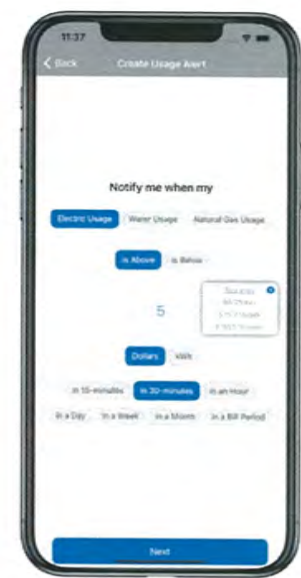 11:37
Back Create Usage Alert
Notify me when my
Electric Usage Water Usage Natural Gas Usage
is Above is Below
5
Dollars
in 15-minutes in 30-minutes in an Hour
in a Day in a Week in a Month in a Bill Period
Next